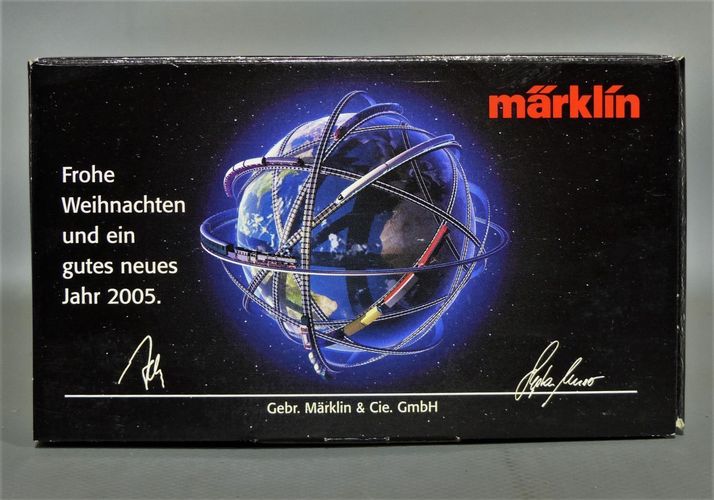 märklin
Frohe
Weihnachten
und ein
gutes neues
Jahr 2005.
Gebr. Märklin & Cie. GmbH